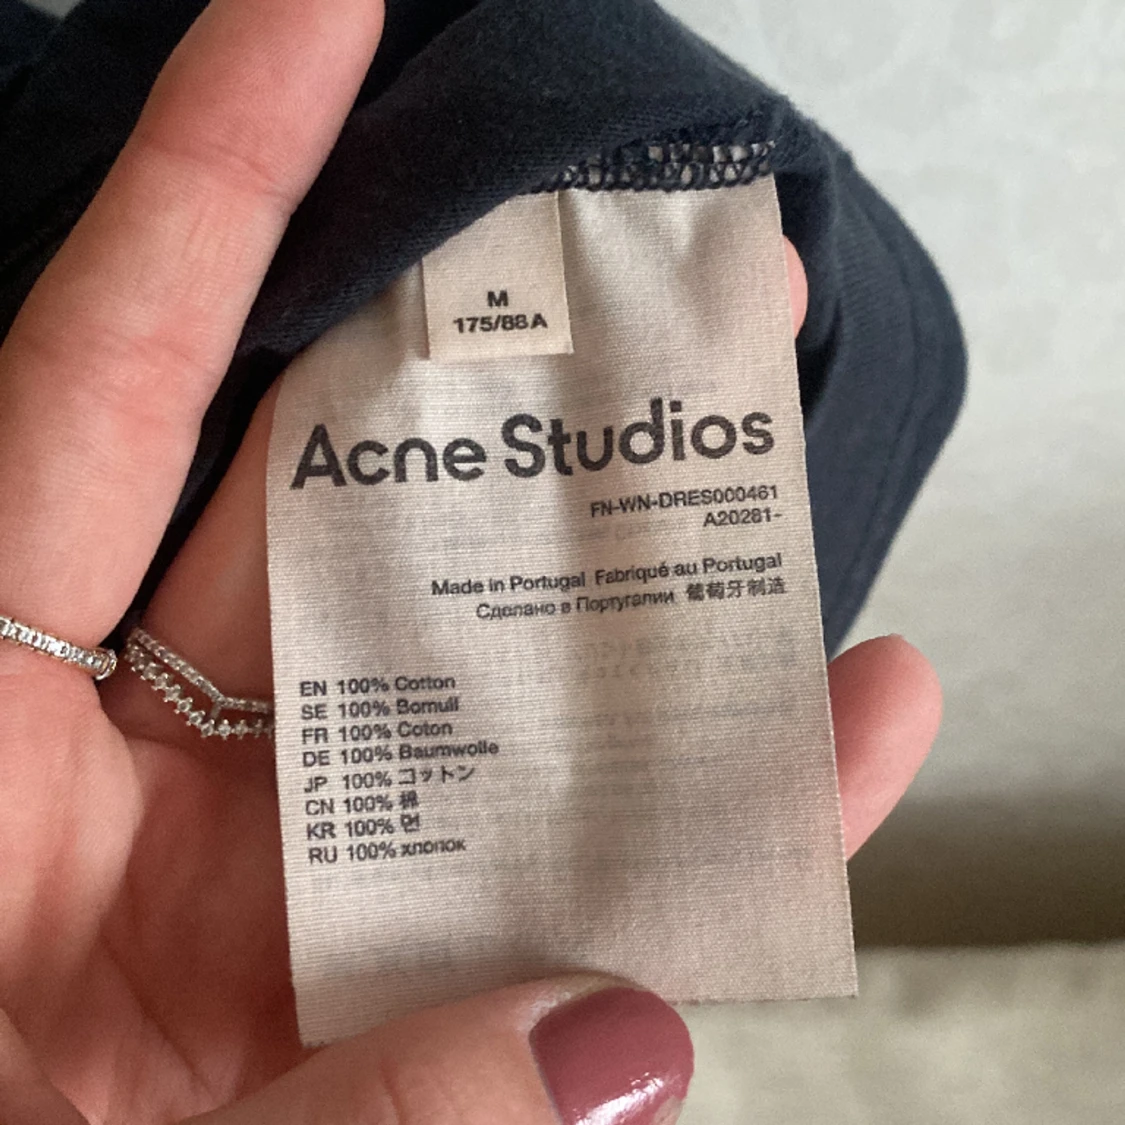 M
175/88A
Acne Studios
FN-WN-DRES000461
A20281-
Made in Portugal Fabriqué au Portugal
Сделано в Португалии 葡萄牙制造
EN 100% Cotton
SE 100% Bomull
FR 100% Coton
DE 100% Baumwolle
JP 100% コットン
CN 100% 棉
KR 100% 면
RU 100% хлопок